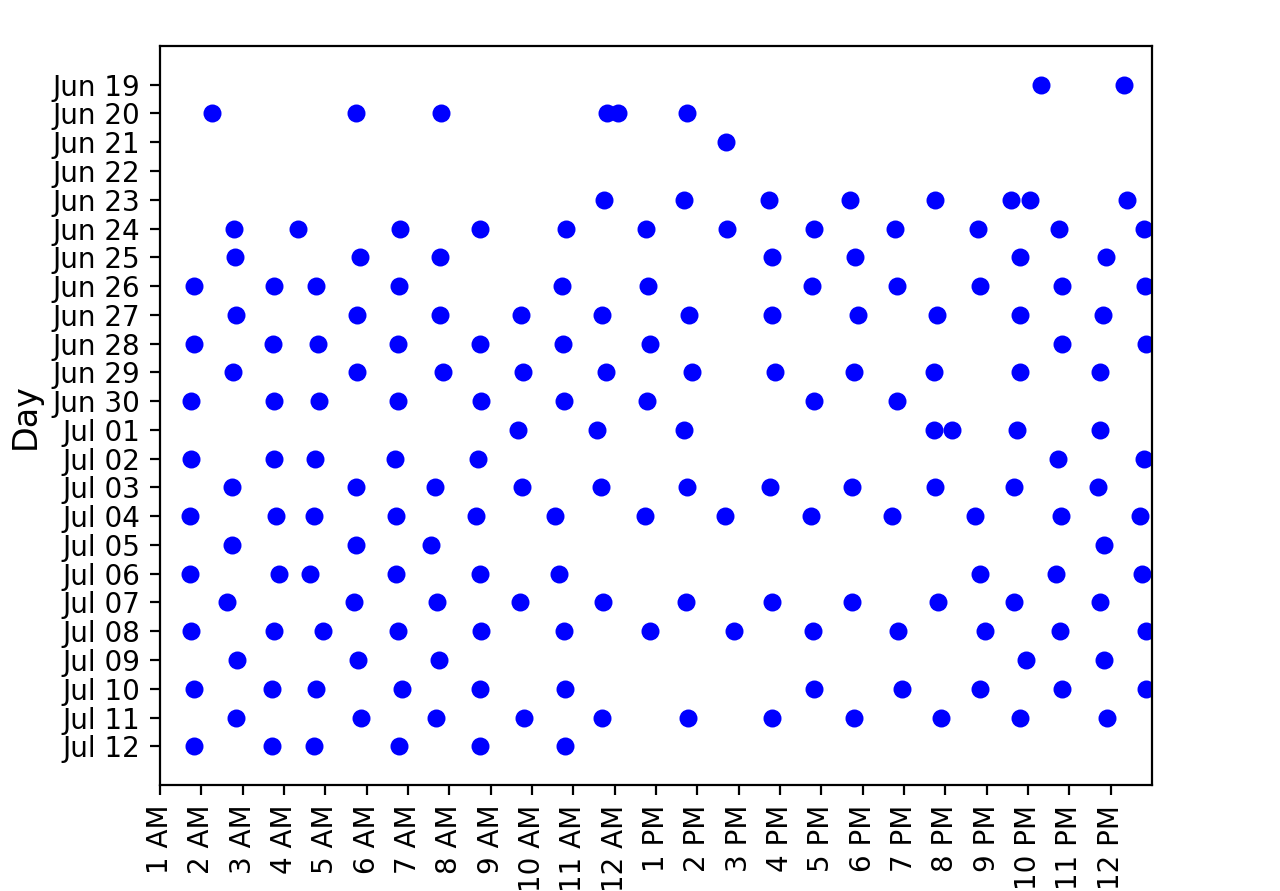 Day
Jun 19
Jun 20
Jun 21
Jun 22
Jun 23
Jun 24
Jun 25
Jun 26
Jun 27
Jun 28
Jun 29
Jun 30
Jul 01
Jul 02
Jul 03
Jul 04
Jul 05
Jul 06
Jul 07
Jul 08
Jul 09
Jul 10
Jul 11
Jul 12
1 AM
2 AM
3 AM
4 AM
5 AM
6 AM
7 AM
8 AM
9 AM
10 AM
11 AM
12 AM
1 PM
2 PM
3 PM
4 PM
5 PM
6 PM
7 PM
8 PM
9 PM
10 PM
11 PM
12 PM